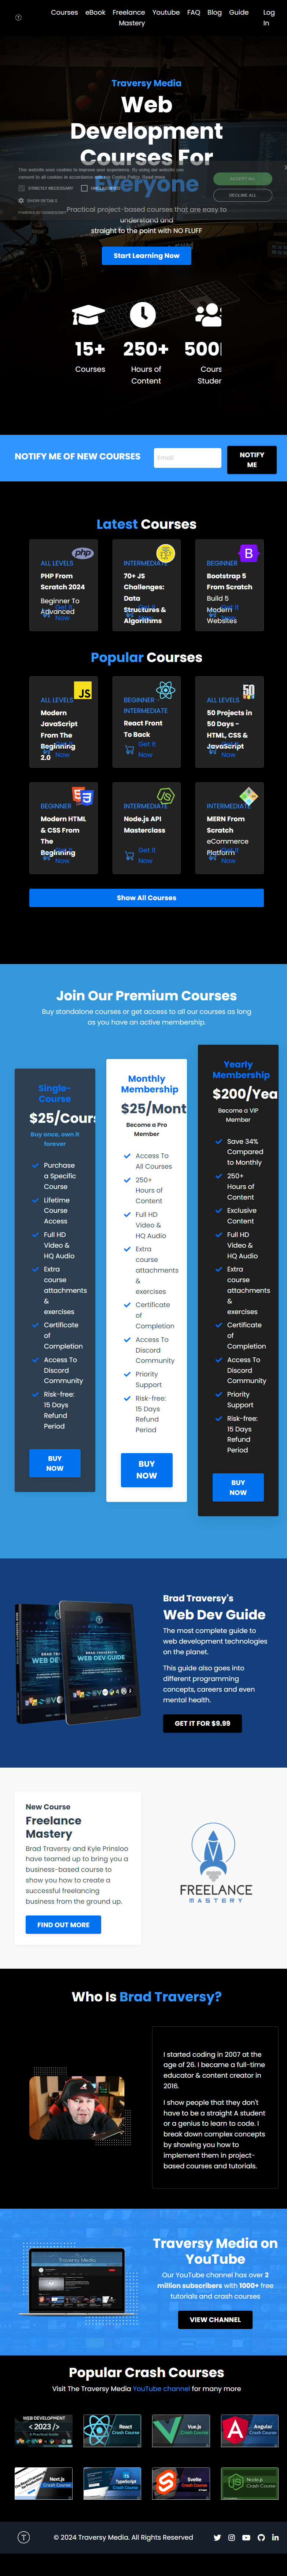 Courses eBook Freelance Mastery Youtube FAQ Blog Guide Log In
Traversy Media
Web
Development
Courses For
Everyone
This website uses cookies to improve user experience. By using our website you
consent to all cookies in accordance with our Cookie Policy. Read more
STRICTLY NECESSARY
SHOW DETAILS
ACCEPT ALL
DECLINE ALL
Practical project-based courses that are easy to
understand and
straight to the point with NO FLUFF
Start Learning Now
15+
Courses
250+
Hours of
Content
500
Cours
Studen
NOTIFY ME OF NEW COURSES
Email
NOTIFY
ME
Latest Courses
php
ALL LEVELS
PHP From
Scratch 2024
Beginner To
Advanced
Get It
Now
INTERMEDIATE
70+ JS
Challenges:
Data
Structures &
Algorithms
Get It
Now
B
BEGINNER
Bootstrap 5
From Scratch
Build 5
Modern
Websites
Get It
Now
Popular Courses
JS
ALL LEVELS
Modern
JavaScript
From The
Beginning
2.0
Get It
Now
BEGINNER
INTERMEDIATE
React Front
To Back
Get It
Now
50
ALL LEVELS
50 Projects in
50 Days -
HTML, CSS &
JavaScript
Get It
Now
BEGINNER
Modern HTML
& CSS From
The
Beginning
Get It
Now
INTERMEDIATE
Node.js API
Masterclass
Get It
Now
INTERMEDIATE
MERN From
Scratch
eCommerce
Platform
Get It
Now
Show All Courses
Join Our Premium Courses
Buy standalone courses or get access to all our courses as long
as you have an active membership.
Single-
Course
$25/Cours
Buy once, own it
forever
Purchase
a Specific
Course
Lifetime
Course
Access
Full HD
Video &
HQ Audio
Extra
course
attachments
&
exercises
Certificate
of
Completion
Access To
Discord
Community
Risk-free:
15 Days
Refund
Period
BUY
NOW
Monthly
Membership
$25/Mont
Become a Pro
Member
Access To
All Courses
250+
Hours of
Content
Full HD
Video &
HQ Audio
Extra
course
attachments
&
exercises
Certificate
of
Completion
Access To
Discord
Community
Priority
Support
Risk-free:
15 Days
Refund
Period
BUY
NOW
Yearly
Membership
$200/Yea
Become a VIP
Member
Save 34%
Compared
to Monthly
250+
Hours of
Content
Exclusive
Content
Full HD
Video &
HQ Audio
Extra
course
attachments
&
exercises
Certificate
of
Completion
Access To
Discord
Community
Priority
Support
Risk-free:
15 Days
Refund
Period
BUY
NOW
BRAD TRAVERSY'S
WEB DEV GUIDE
Brad Traversy's
Web Dev Guide
The most complete guide to
web development technologies
on the planet.
This guide also goes into
different programming
concepts, careers and even
mental health.
GET IT FOR $9.99
New Course
Freelance
Mastery
Brad Traversy and Kyle Prinsloo
have teamed up to bring you a
business-based course to
show you how to create a
successful freelancing
business from the ground up.
FIND OUT MORE
FREELANCE
MASTERY
Who Is Brad Traversy?
I started coding in 2007 at the
age of 26. I became a full-time
educator & content creator in
2016.
I show people that they don't
have to be a straight A student
or a genius to learn to code. I
break down complex concepts
by showing you how to
implement them in project-
based courses and tutorials.
Traversy Media
Traversy Media on
YouTube
Our YouTube channel has over 2
million subscribers with 1000+ free
tutorials and crash courses
VIEW CHANNEL
Popular Crash Courses
Visit The Traversy Media YouTube channel for many more
WEB DEVELOPMENT
< 2023 />
A Practical Guide
React
Crash Course
Vue.js
Crash Course
Angular
Crash Course
Next.js
Crash Course
TypeScript
Crash Course
Svelte
Crash Course
Node.js
Crash Course
© 2024 Traversy Media. All Rights Reserved